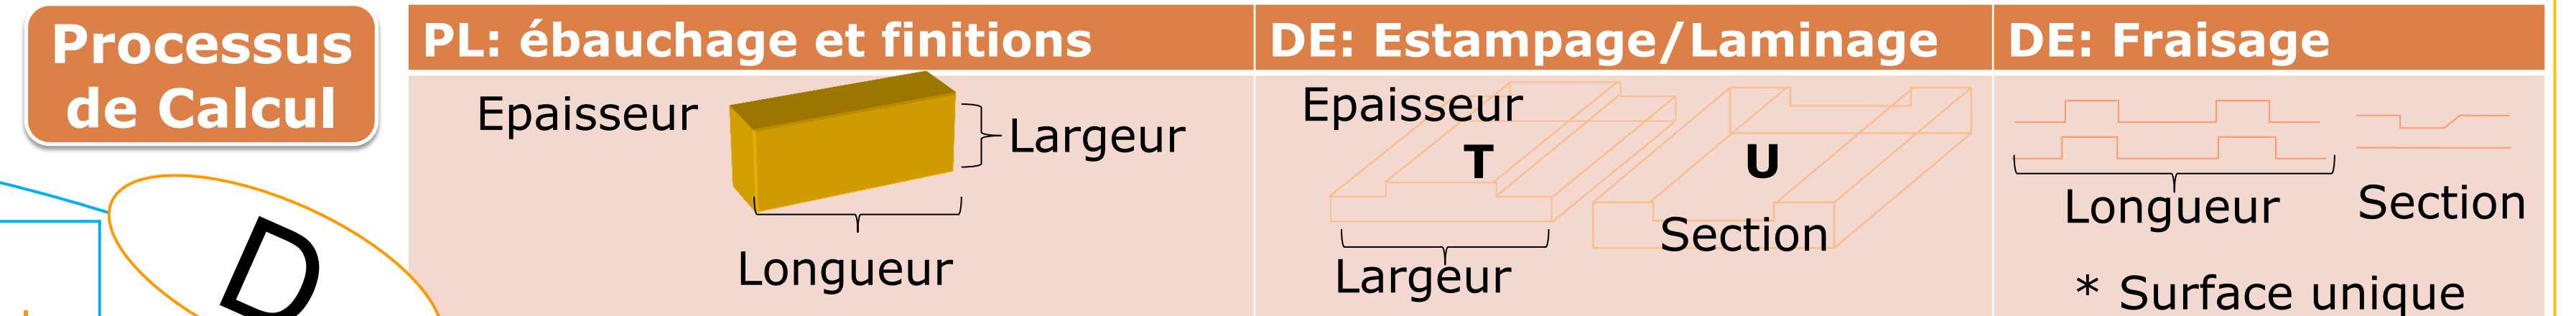 Processus
de Calcul
PL: ébauchage et finitions
DE: Estampage/Laminage
DE: Fraisage
Epaisseur
Largeur
Longueur
Epaisseur
T
U
Section
Largeur
Longueur
Section
* Surface unique
D